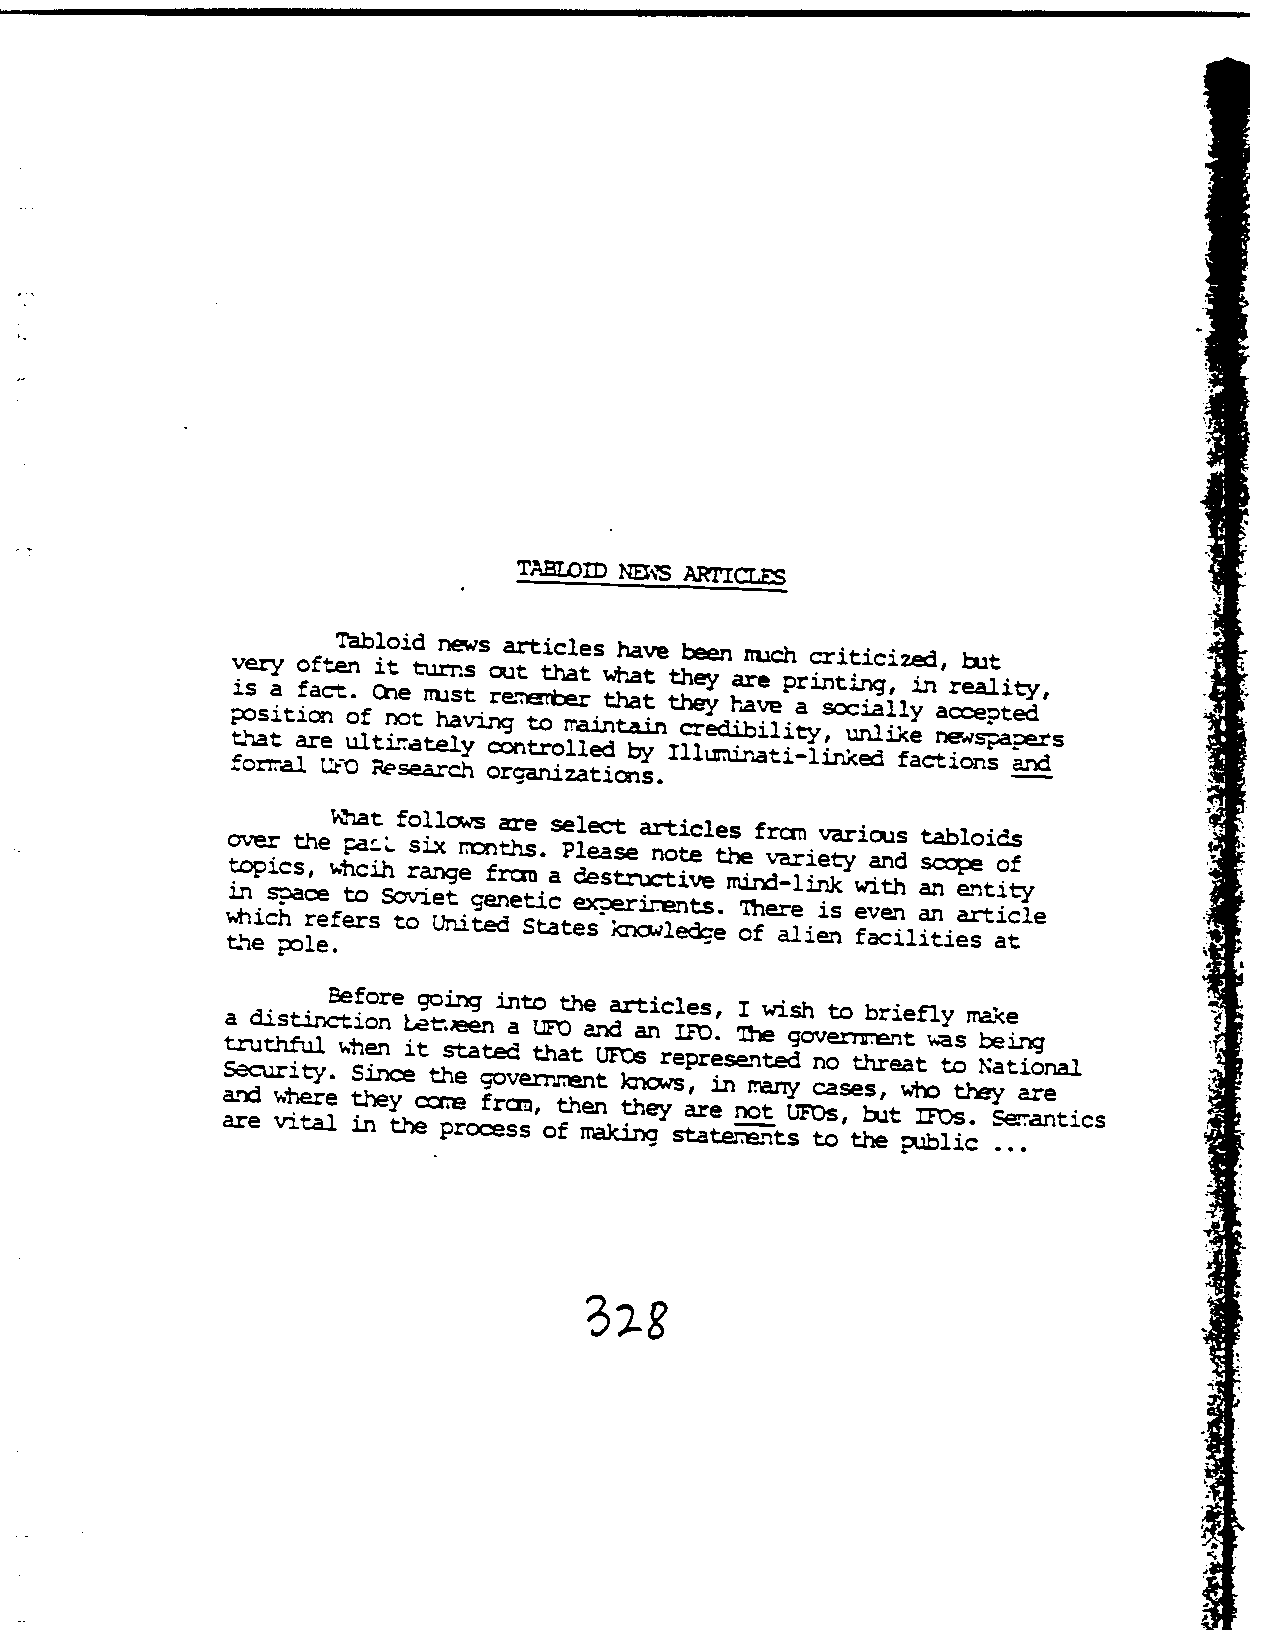 TABLOID NEWS ARTICLES
Tabloid news articles have been much criticized, but
very often it turns out that what they are printing, in reality,
is a fact. One must remember that they have a socially accepted
position of not having to maintain credibility, unlike newspapers
that are ultimately controlled by Illuminati-linked factions and
formal UFO Research organizations.
What follows are select articles from various tabloids
over the past six months. Please note the variety and scope of
topics, whcih range from a destructive mind-link with an entity
in space to Soviet genetic experiments. There is even an article
which refers to United States knowledge of alien facilities at
the pole.
Before going into the articles, I wish to briefly make
a distinction between a UFO and an IFO. The government was being
truthful when it stated that UFOs represented no threat to National
Security. Since the government knows, in many cases, who they are
and where they come from, then they are not UFOs, but IFOs. Semantics
are vital in the process of making statements to the public ...
328